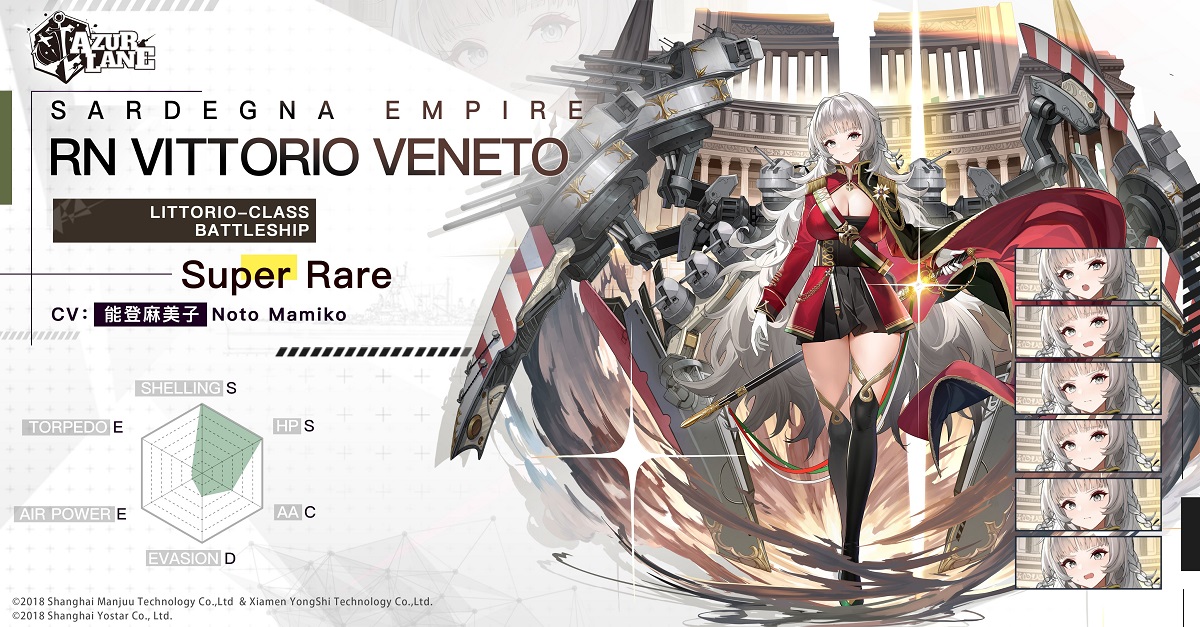 AZUR
LANE
SARDEGNA EMPIRE
RN VITTORIO VENETO
LITTORIO-CLASS
BATTLESHIP
Super Rare
CV: 能登麻美子 Noto Mamiko
SHELLING S
TORPEDO E
HP S
AIR POWER E
AA C
EVASION D
©2018 Shanghai Manjuu Technology Co.,Ltd & Xiamen YongShi Technology Co.,Ltd.
©2018 Shanghai Yostar Co., Ltd.